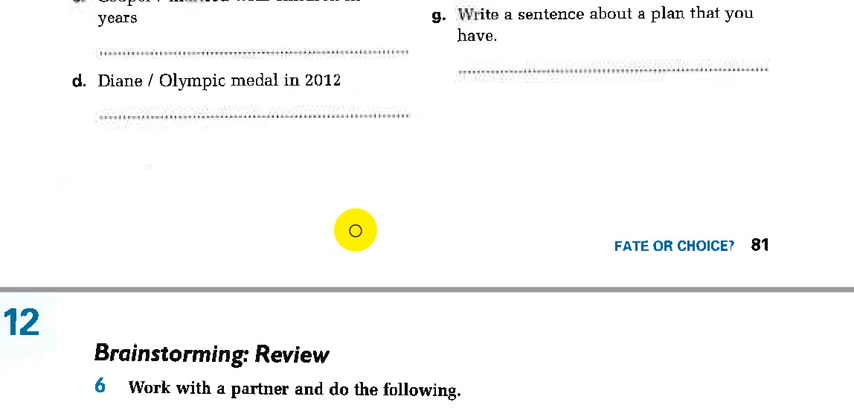 years
d. Diane / Olympic medal in 2012
g. Write a sentence about a plan that you
have.
FATE OR CHOICE? 81
12
Brainstorming: Review
6 Work with a partner and do the following.